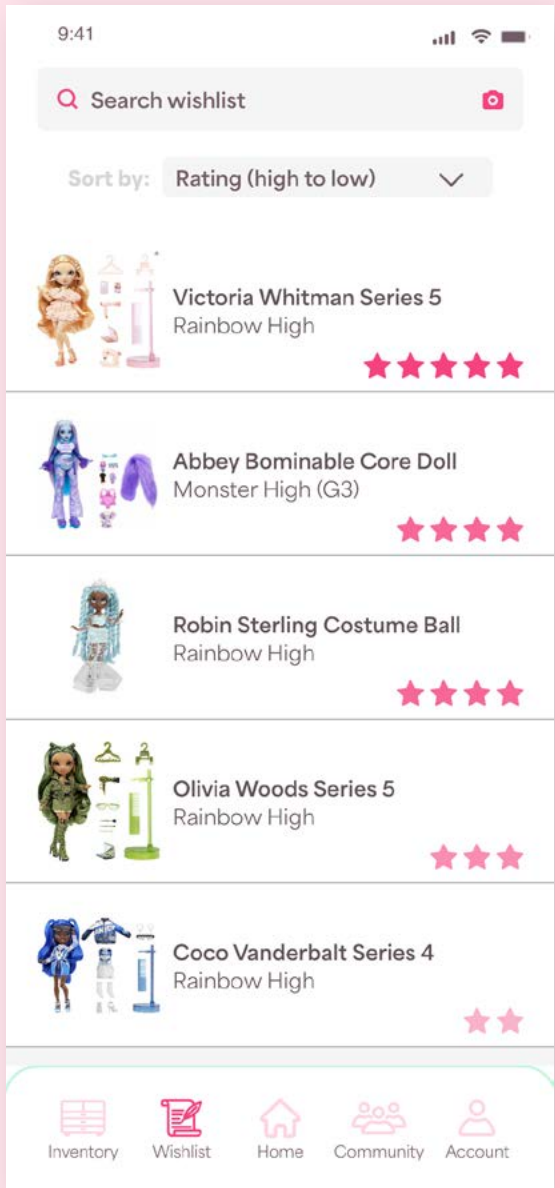 9:41
Search wishlist
Sort by: Rating (high to low)
Victoria Whitman Series 5
Rainbow High
Abbey Bominable Core Doll
Monster High (G3)
Robin Sterling Costume Ball
Rainbow High
Olivia Woods Series 5
Rainbow High
Coco Vanderbalt Series 4
Rainbow High
Inventory Wishlist Home Community Account